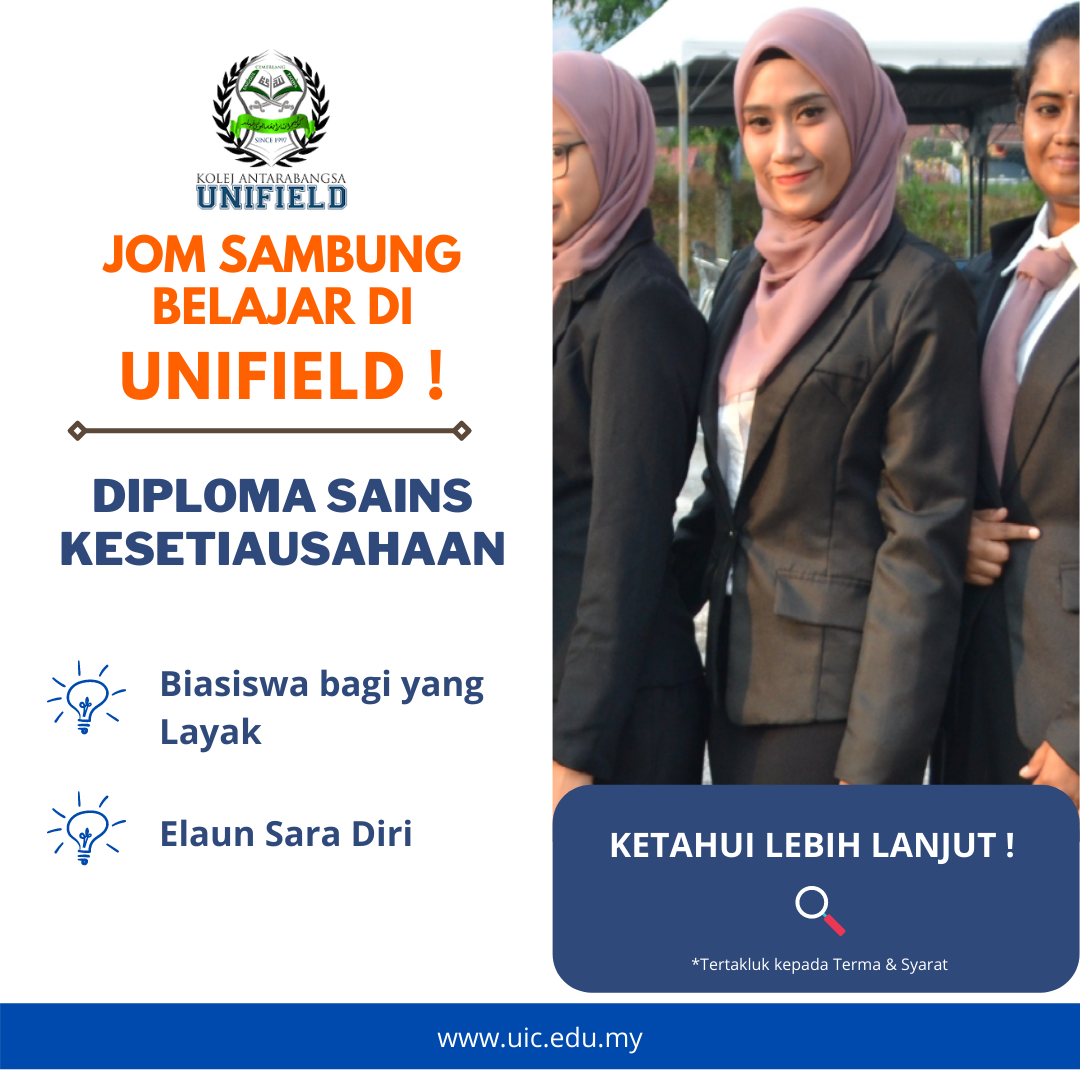 CEMERLANG
SINCE 1997
KOLEJ ANTARABANGSA
UNIFIELD
JOM SAMBUNG
BELAJAR DI
UNIFIELD !
DIPLOMA SAINS
KESETIAUSAHAAN
Biasiswa bagi yang
Layak
Elaun Sara Diri
KETAHUI LEBIH LANJUT !
*Tertakluk kepada Terma & Syarat
www.uic.edu.my